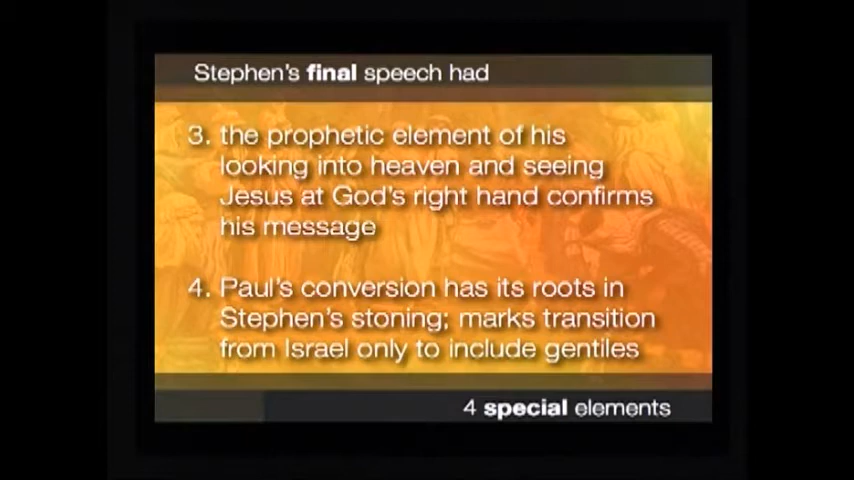 Stephen's final speech had
3. the prophetic element of his
looking into heaven and seeing
Jesus at God's right hand confirms
his message
4. Paul's conversion has its roots in
Stephen's stoning; marks transition
from Israel only to include gentiles
4 special elements